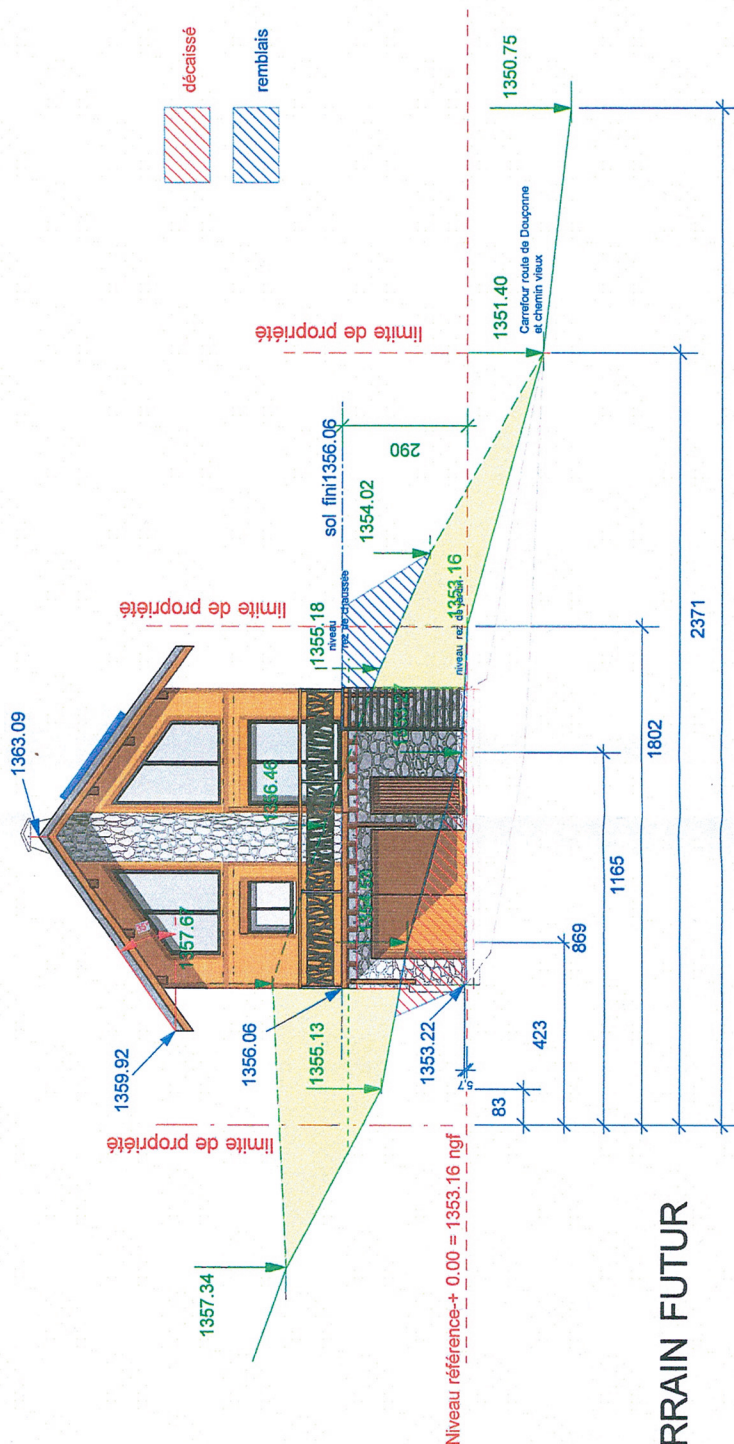 décaissé
remblais
1363.09
1359.92
1357.67
35°
1356.46
1356.06
1355.13
1357.34
limite de propriété
1353.22
1355.18
niveau
rez de chaussée
limite de propriété
sol fini1356.06
1354.02
290
1353.16
niveau rez de jardin
limite de propriété
1351.40
Carrefour route de Douçonne
et chemin vieux
1350.75
Niveau référence-+ 0.00 = 1353.16 ngf
5,7
83
423
869
1165
1802
2371
RRAIN FUTUR